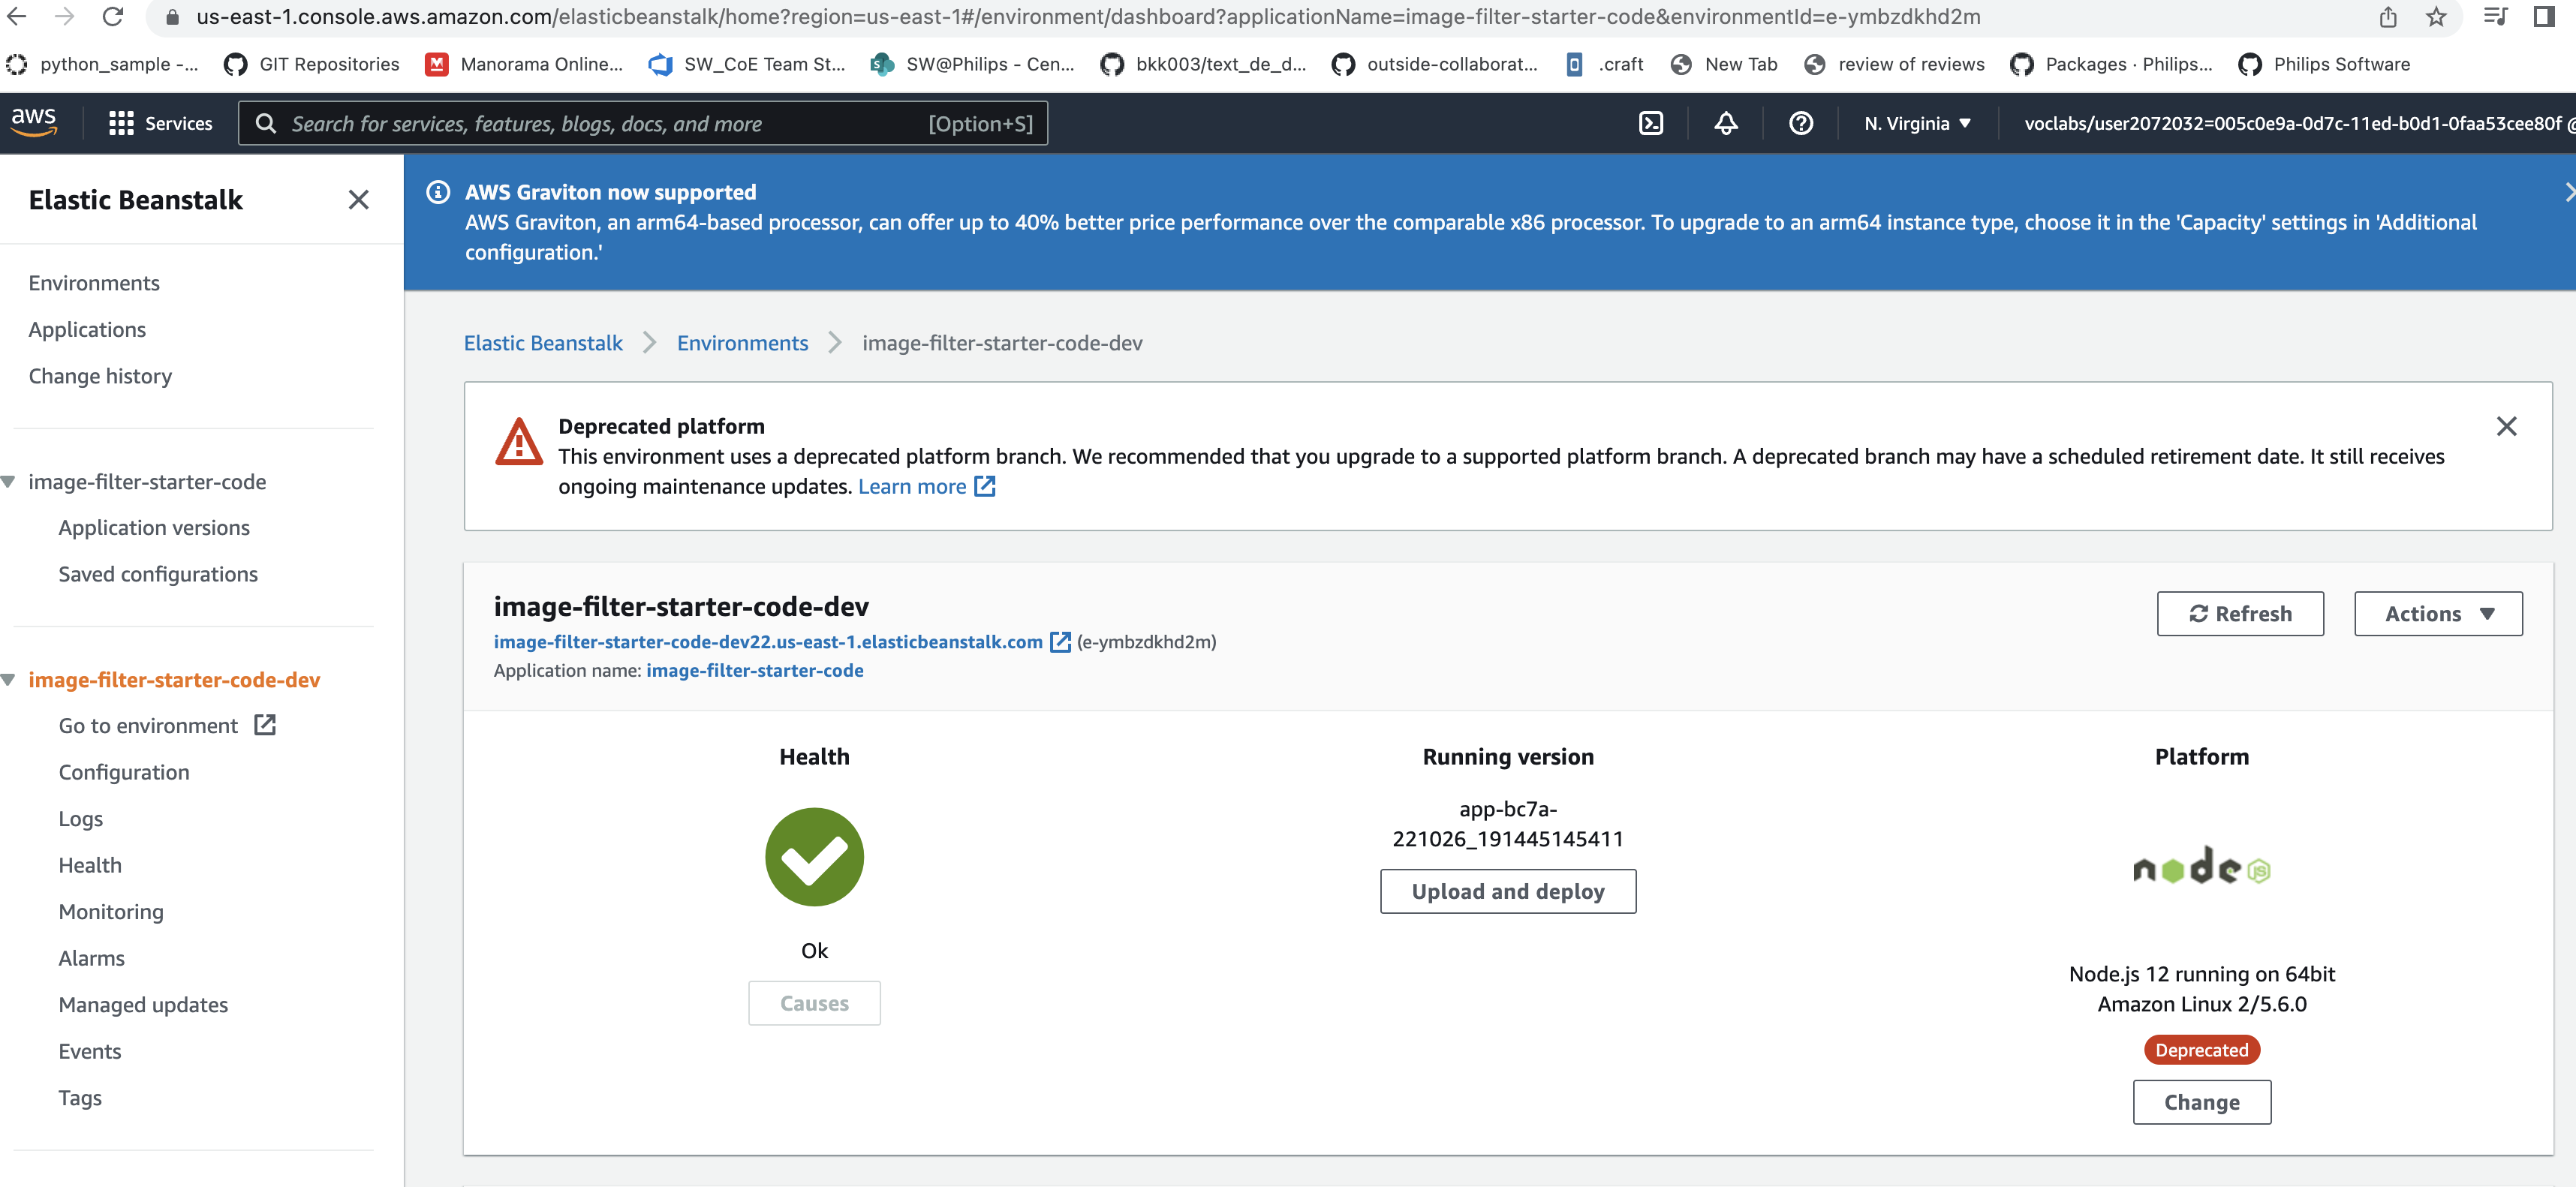 us-east-1.console.aws.amazon.com/elasticbeanstalk/home?region=us-east-1#/environment/dashboard?applicationName=image-filter-starter-code&environmentId=e-ymbzdkhd2m
python_sample -... GIT Repositories Manorama Online... SW_CoE Team St... SW@Philips - Cen... bkk003/text_de_d... outside-collaborat... .craft New Tab review of reviews Packages · Philips... Philips Software
aws Services Search for services, features, blogs, docs, and more [Option+S] N. Virginia voclabs/user2072032=005c0e9a-0d7c-11ed-b0d1-0faa53cee80f @
Elastic Beanstalk
Environments
Applications
Change history
image-filter-starter-code
Application versions
Saved configurations
image-filter-starter-code-dev
Go to environment
Configuration
Logs
Health
Monitoring
Alarms
Managed updates
Events
Tags
AWS Graviton now supported
AWS Graviton, an arm64-based processor, can offer up to 40% better price performance over the comparable x86 processor. To upgrade to an arm64 instance type, choose it in the 'Capacity' settings in 'Additional
configuration.'
Elastic Beanstalk Environments image-filter-starter-code-dev
Deprecated platform
This environment uses a deprecated platform branch. We recommended that you upgrade to a supported platform branch. A deprecated branch may have a scheduled retirement date. It still receives
ongoing maintenance updates. Learn more
image-filter-starter-code-dev
image-filter-starter-code-dev22.us-east-1.elasticbeanstalk.com (e-ymbzdkhd2m)
Application name: image-filter-starter-code
Refresh
Actions
Health
Ok
Causes
Running version
app-bc7a-
221026_191445145411
Upload and deploy
Platform
node JS
Node.js 12 running on 64bit
Amazon Linux 2/5.6.0
Deprecated
Change